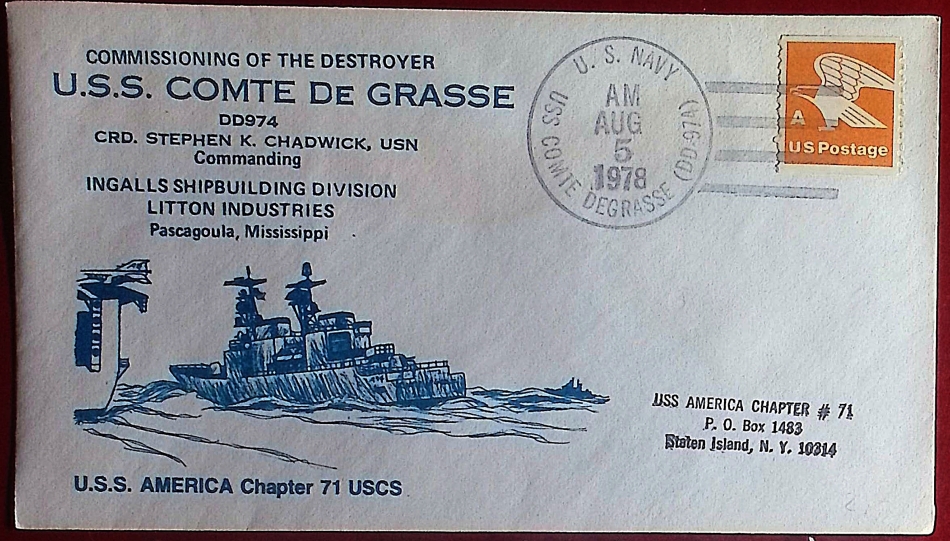 COMMISSIONING OF THE DESTROYER
U.S.S. COMTE DE GRASSE
DD974
CRD. STEPHEN K. CHADWICK, USN
Commanding
INGALLS SHIPBUILDING DIVISION
LITTON INDUSTRIES
Pascagoula, Mississippi
U. S. NAVY
AM
AUG
5
1978
USS COMTE DEGRASSE (DD-974)
A
US Postage
USS AMERICA CHAPTER # 71
P. O. Box 1483
Staten Island, N. Y. 10314
U.S.S. AMERICA Chapter 71 USCS